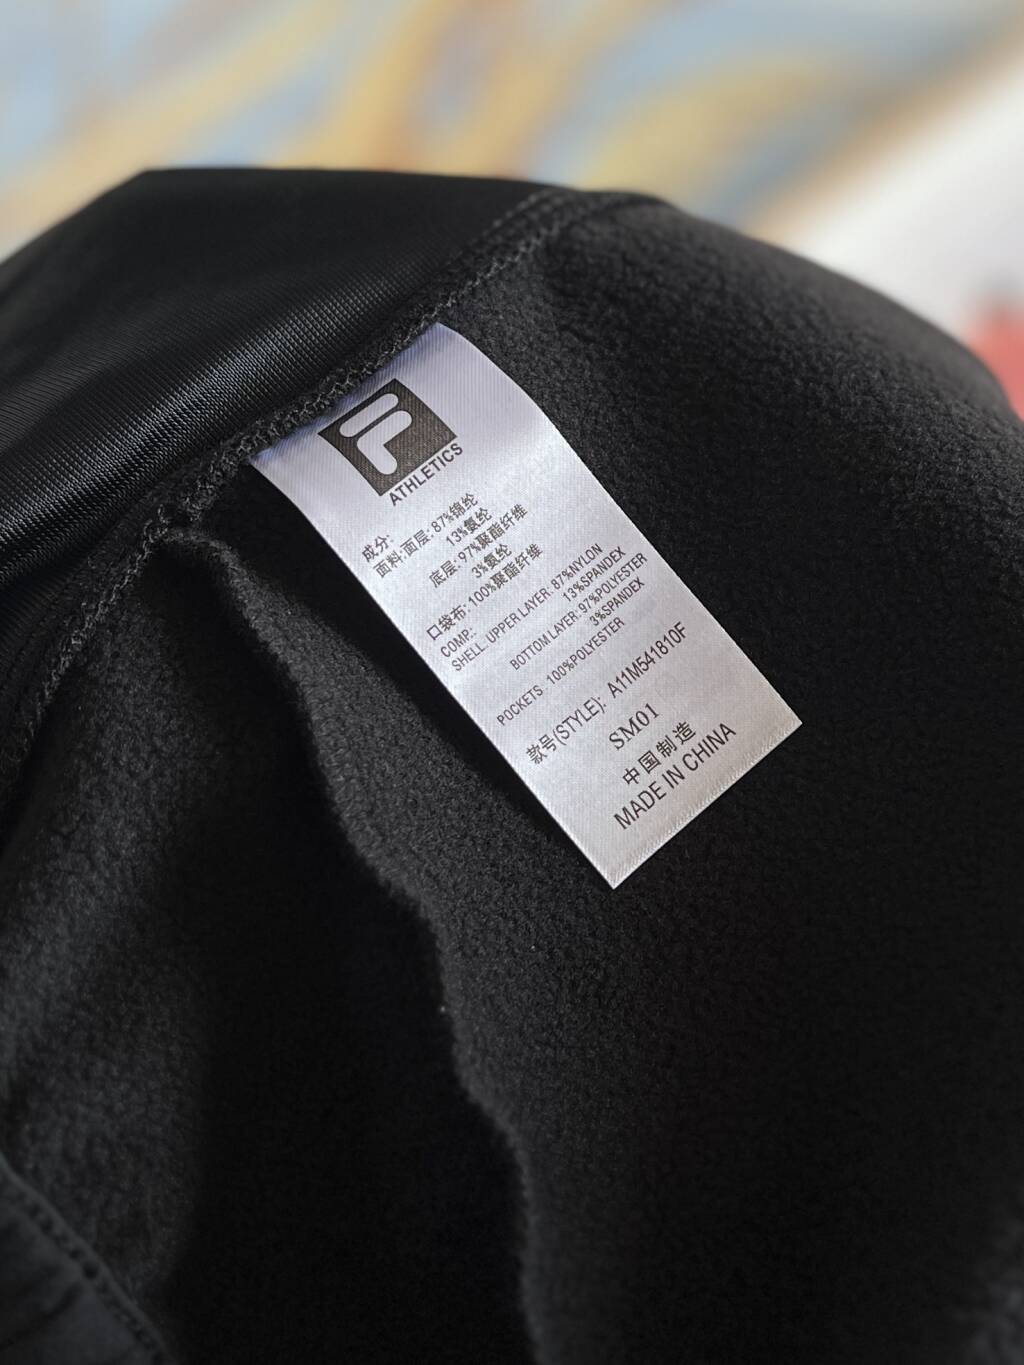 F
ATHLETICS
成分:
面料:面层:87%锦纶
13%氨纶
底层:97%聚酯纤维
3%氨纶
口袋布:100%聚酯纤维
COMP.:
SHELL: UPPER LAYER: 87%NYLON
13%SPANDEX
BOTTOM LAYER: 97%POLYESTER
3%SPANDEX
POCKETS : 100%POLYESTER
款号(STYLE): A11M541810F
SM01
中国制造
MADE IN CHINA